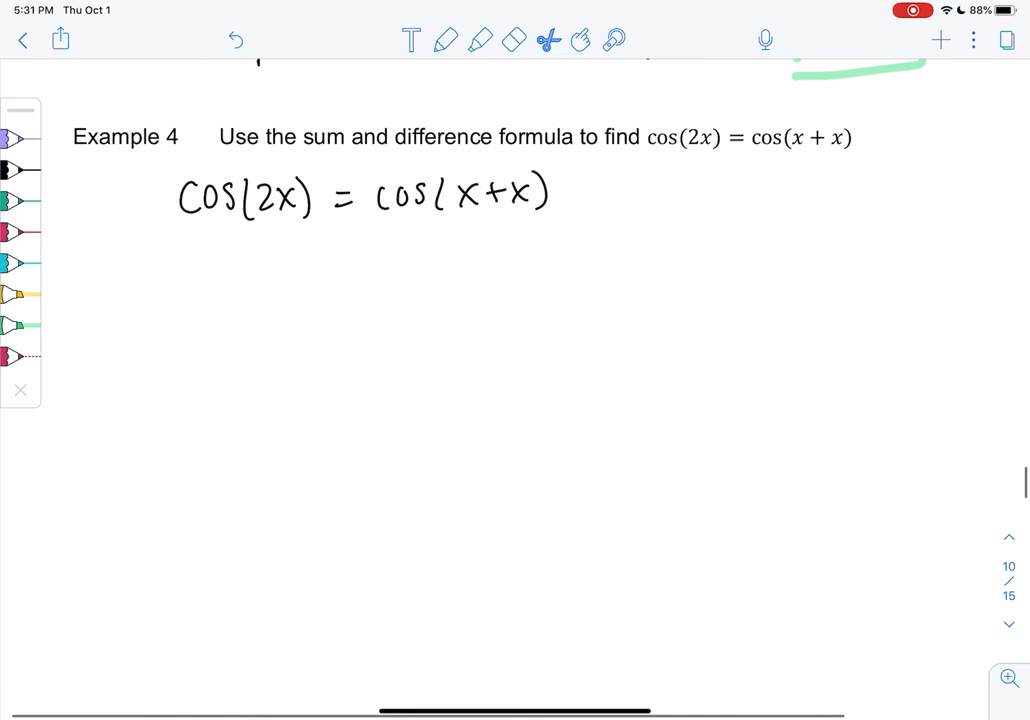 5:31 PM Thu Oct 1 88%
T
Example 4 Use the sum and difference formula to find cos(2x) = cos(x + x)
COS(2x) = cos(x+x)
10
/
15